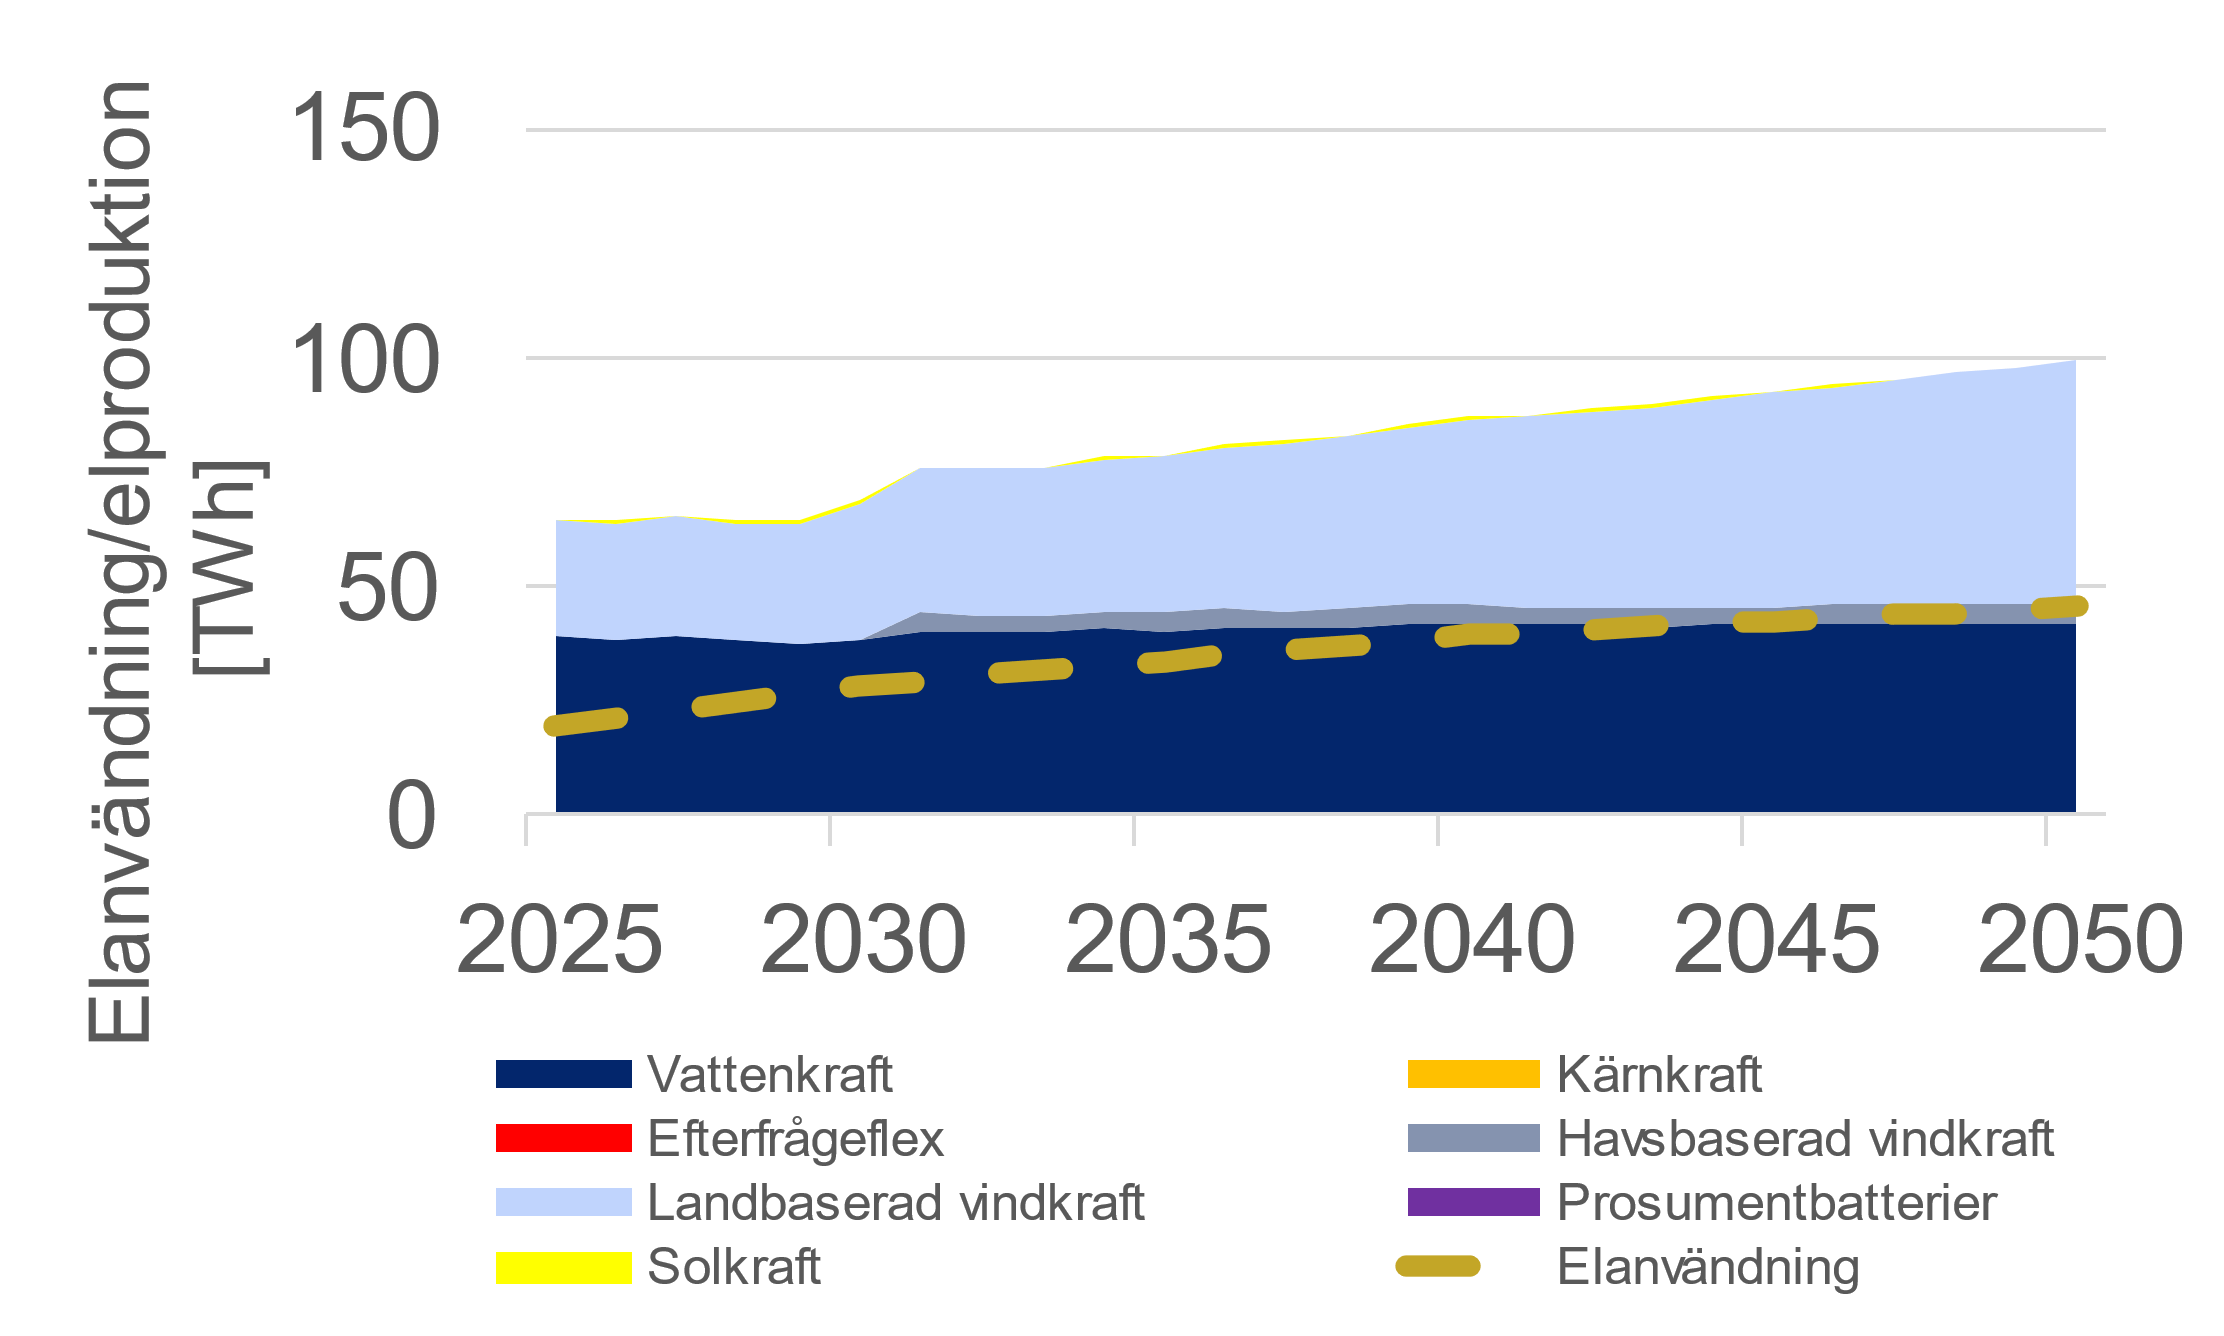 Elanvändning/elproduktion
[TWh]
150
100
50
0
2025 2030 2035 2040 2045 2050
Vattenkraft Kärnkraft
Efterfrågeflex Havsbaserad vindkraft
Landbaserad vindkraft Prosumentbatterier
Solkraft Elanvändning